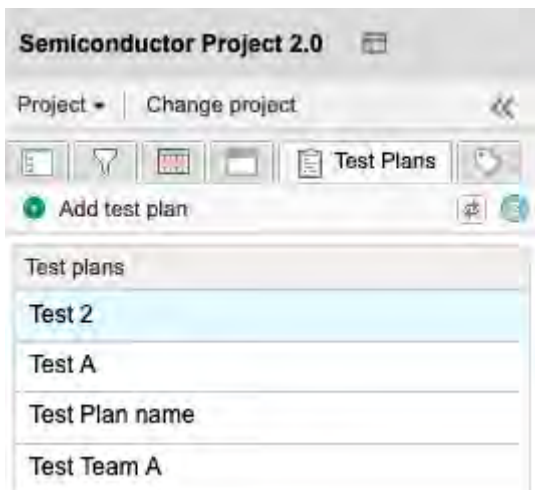 Semiconductor Project 2.0
Project Change project
Test Plans
Add test plan
Test plans
Test 2
Test A
Test Plan name
Test Team A